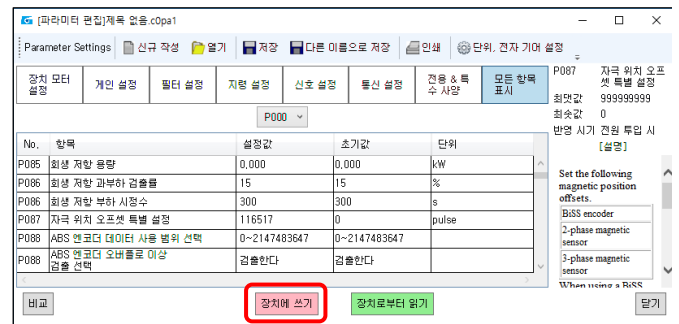 [파라미터 편집]제목 없음.c0pa1
Parameter Settings 신규 작성 열기 저장 다른 이름으로 저장 인쇄 단위, 전자 기어 설정
장치 모터 설정 게인 설정 필터 설정 지령 설정 신호 설정 통신 설정 전용 & 특수 사양 모든 항목 표시
P000
No. 항목 설정값 초기값 단위
P085 회생 저항 용량 0,000 0,000 kW
P086 회생 저항 과부하 검출률 15 15 %
P086 회생 저항 부하 시정수 300 300 s
P087 자극 위치 오프셋 특별 설정 116517 0 pulse
P088 ABS 엔코더 데이터 사용 범위 선택 0~2147483647 0~2147483647
P088 ABS 엔코더 오버플로 이상 검출 선택 검출한다 검출한다
비교 장치에 쓰기 장치로부터 읽기 닫기
P087 자극 위치 오프셋 특별 설정
최댓값 999999999
최솟값 0
반영 시기 전원 투입 시
[설명]
Set the following
magnetic position
offsets.
BiSS encoder
2-phase magnetic
sensor
3-phase magnetic
sensor
When using a BiSS